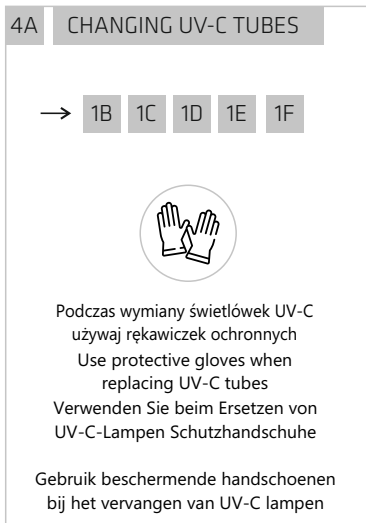 4A CHANGING UV-C TUBES
→ 1B 1C 1D 1E 1F
Podczas wymiany świetlówek UV-C
używaj rękawiczek ochronnych
Use protective gloves when
replacing UV-C tubes
Verwenden Sie beim Ersetzen von
UV-C-Lampen Schutzhandschuhe
Gebruik beschermende handschoenen
bij het vervangen van UV-C lampen